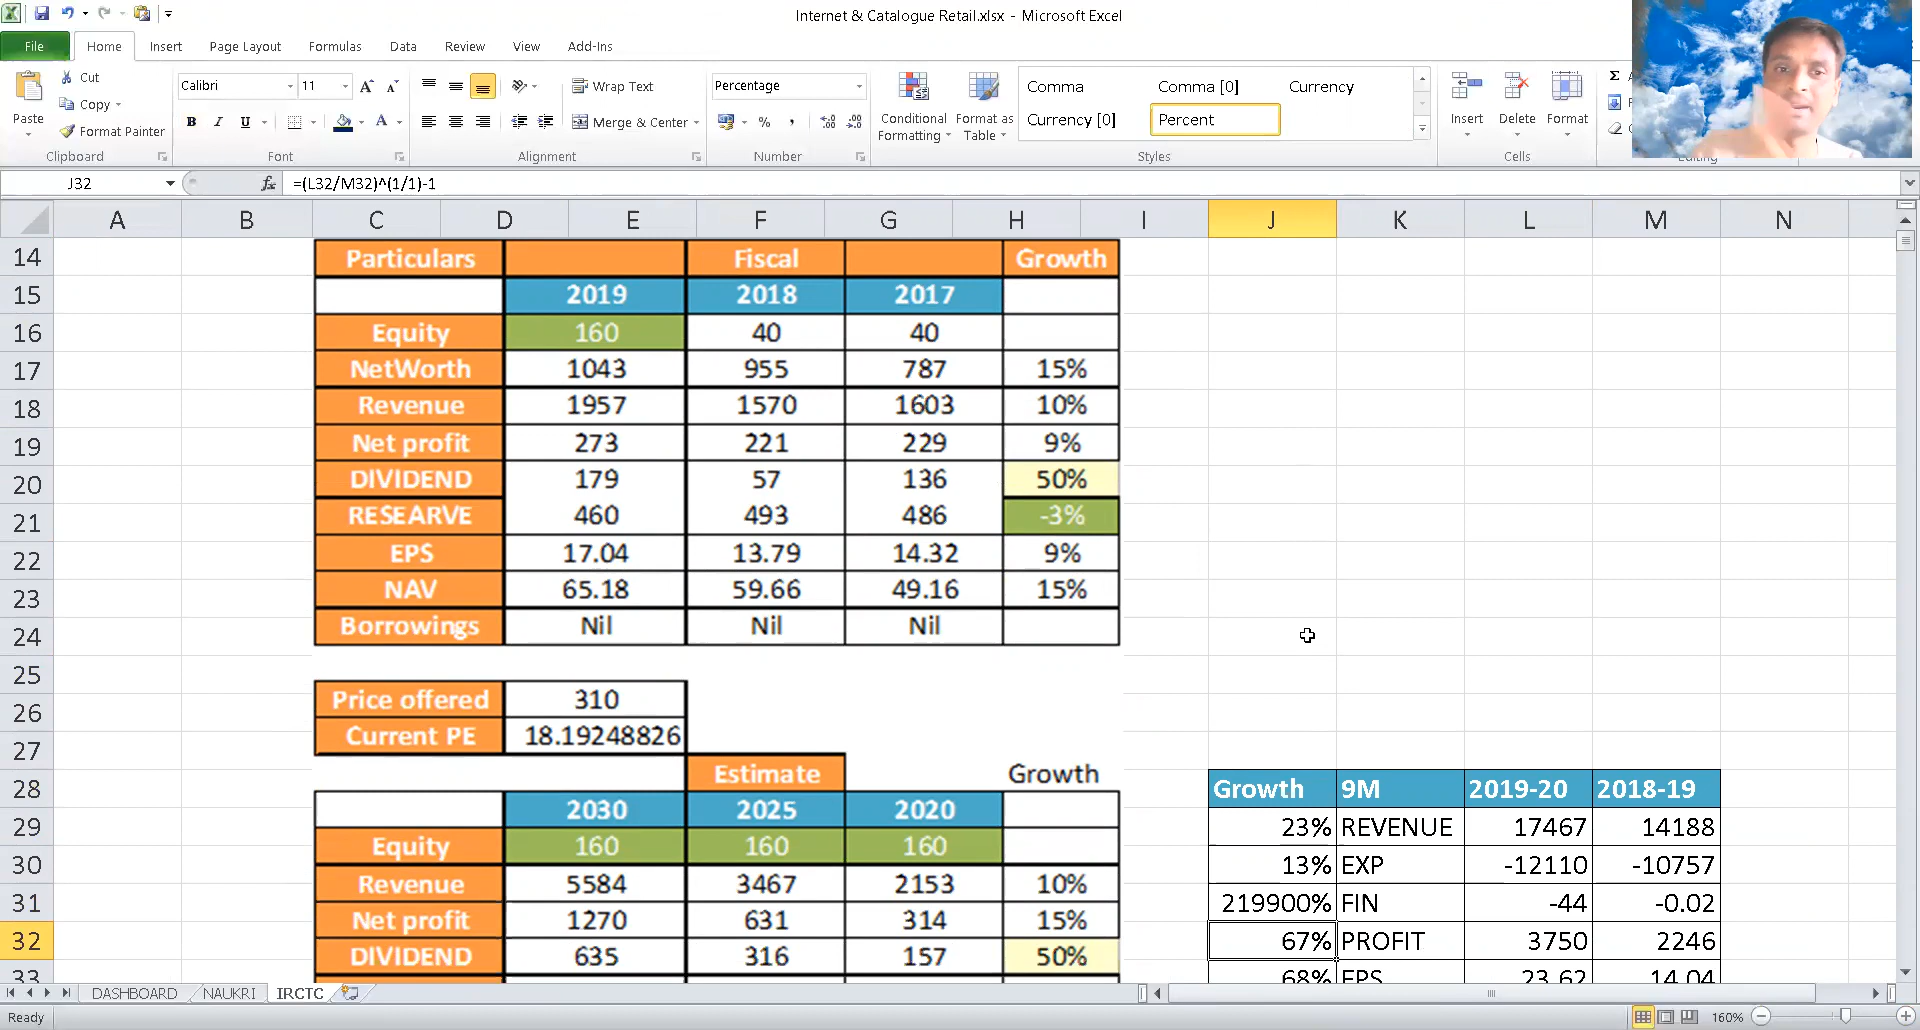 Internet & Catalogue Retail.xlsx - Microsoft Excel
File Home Insert Page Layout Formulas Data Review View Add-Ins
Cut
Copy
Format Painter
Paste
Clipboard
Calibri 11
B I U
Font
Wrap Text
Merge & Center
Alignment
Percentage
Number
Conditional Formatting
Format as Table
Comma Comma [0] Currency
Currency [0] Percent
Styles
Insert Delete Format
Cells
J32 fx =(L32/M32)^(1/1)-1
A B C D E F G H I J K L M N
14 Particulars Fiscal Growth
15 2019 2018 2017
16 Equity 160 40 40
17 NetWorth 1043 955 787 15%
18 Revenue 1957 1570 1603 10%
19 Net profit 273 221 229 9%
20 DIVIDEND 179 57 136 50%
21 RESEARVE 460 493 486 -3%
22 EPS 17.04 13.79 14.32 9%
23 NAV 65.18 59.66 49.16 15%
24 Borrowings Nil Nil Nil
25
26 Price offered 310
27 Current PE 18.19248826
28 Estimate Growth Growth 9M 2019-20 2018-19
29 2030 2025 2020 23% REVENUE 17467 14188
30 Equity 160 160 160 13% EXP -12110 -10757
31 Revenue 5584 3467 2153 10% 219900% FIN -44 -0.02
32 Net profit 1270 631 314 15% 67% PROFIT 3750 2246
33 DIVIDEND 635 316 157 50% 68% EPS 23.62 14.04
DASHBOARD NAUKRI IRCTC
Ready 160%